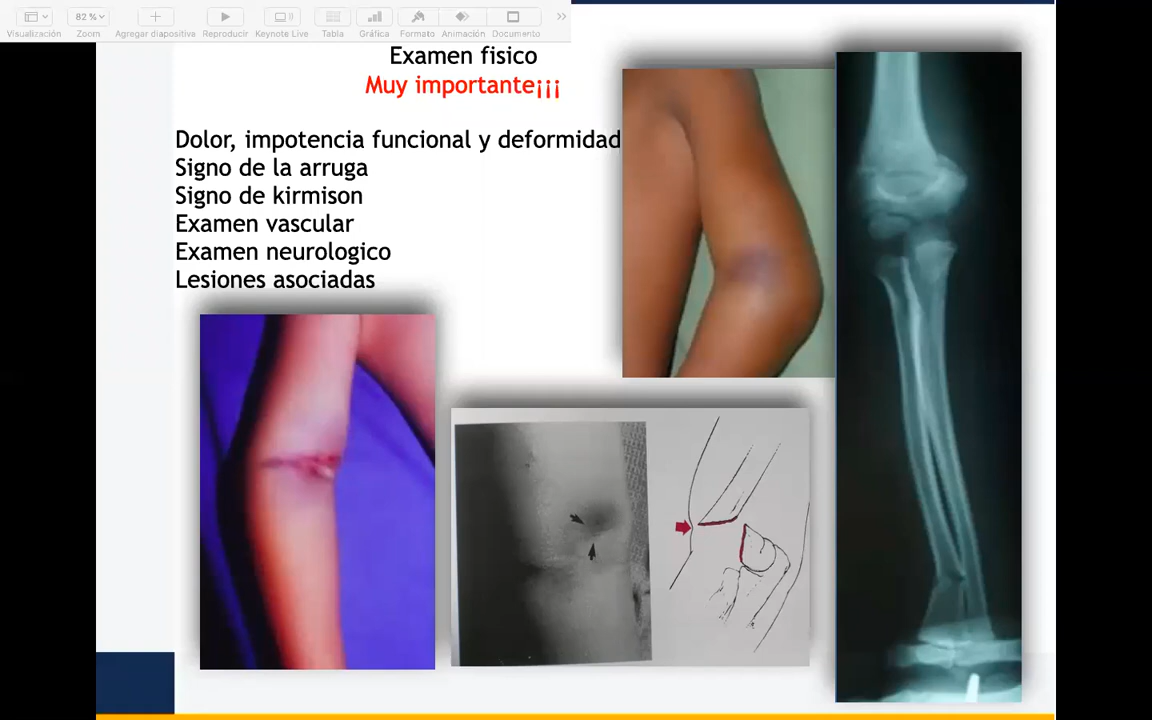 82 %
Visualización
Zoom
Agregar diapositiva
Reproducir
Keynote Live
Tabla
Gráfica
Formato
Animación
Documento
Examen fisico
Muy importante¡¡¡
Dolor, impotencia funcional y deformidad
Signo de la arruga
Signo de kirmison
Examen vascular
Examen neurologico
Lesiones asociadas